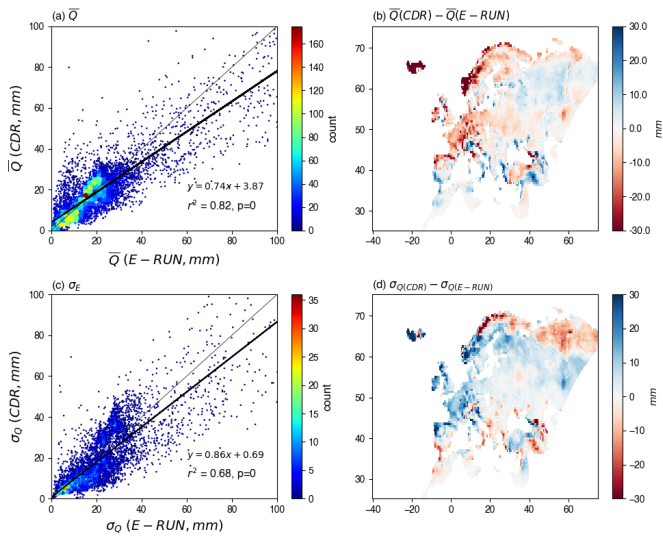 (a) Q̅
100
80
60
40
20
0
0 20 40 60 80 100
Q̅ (CDR, mm)
Q̅ (E − RUN, mm)
y = 0.74x + 3.87
r² = 0.82, p=0
160
140
120
100
80
60
40
20
0
count
(b) Q̅(CDR) − Q̅(E − RUN)
70
60
50
40
30
−40 −20 0 20 40 60
30.0
20.0
10.0
0.0
-10.0
-20.0
-30.0
mm
(c) σ_E
100
80
60
40
20
0
0 20 40 60 80 100
σ_Q (CDR, mm)
σ_Q (E − RUN, mm)
y = 0.86x + 0.69
r² = 0.68, p=0
35
30
25
20
15
10
5
0
count
(d) σ_Q(CDR) − σ_Q(E−RUN)
70
60
50
40
30
−40 −20 0 20 40 60
30
20
10
0
−10
−20
−30
mm